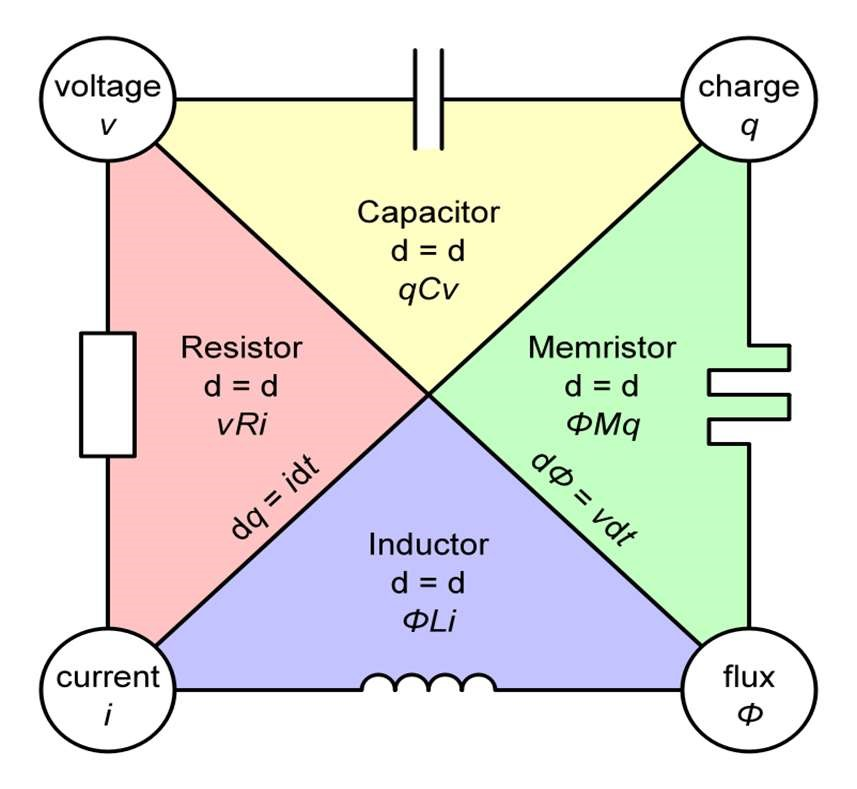 voltage
v
charge
q
Capacitor
d = d
qCv
Resistor
d = d
vRi
Memristor
d = d
ΦMq
dq = idt
dΦ = vdt
Inductor
d = d
ΦLi
current
i
flux
Φ